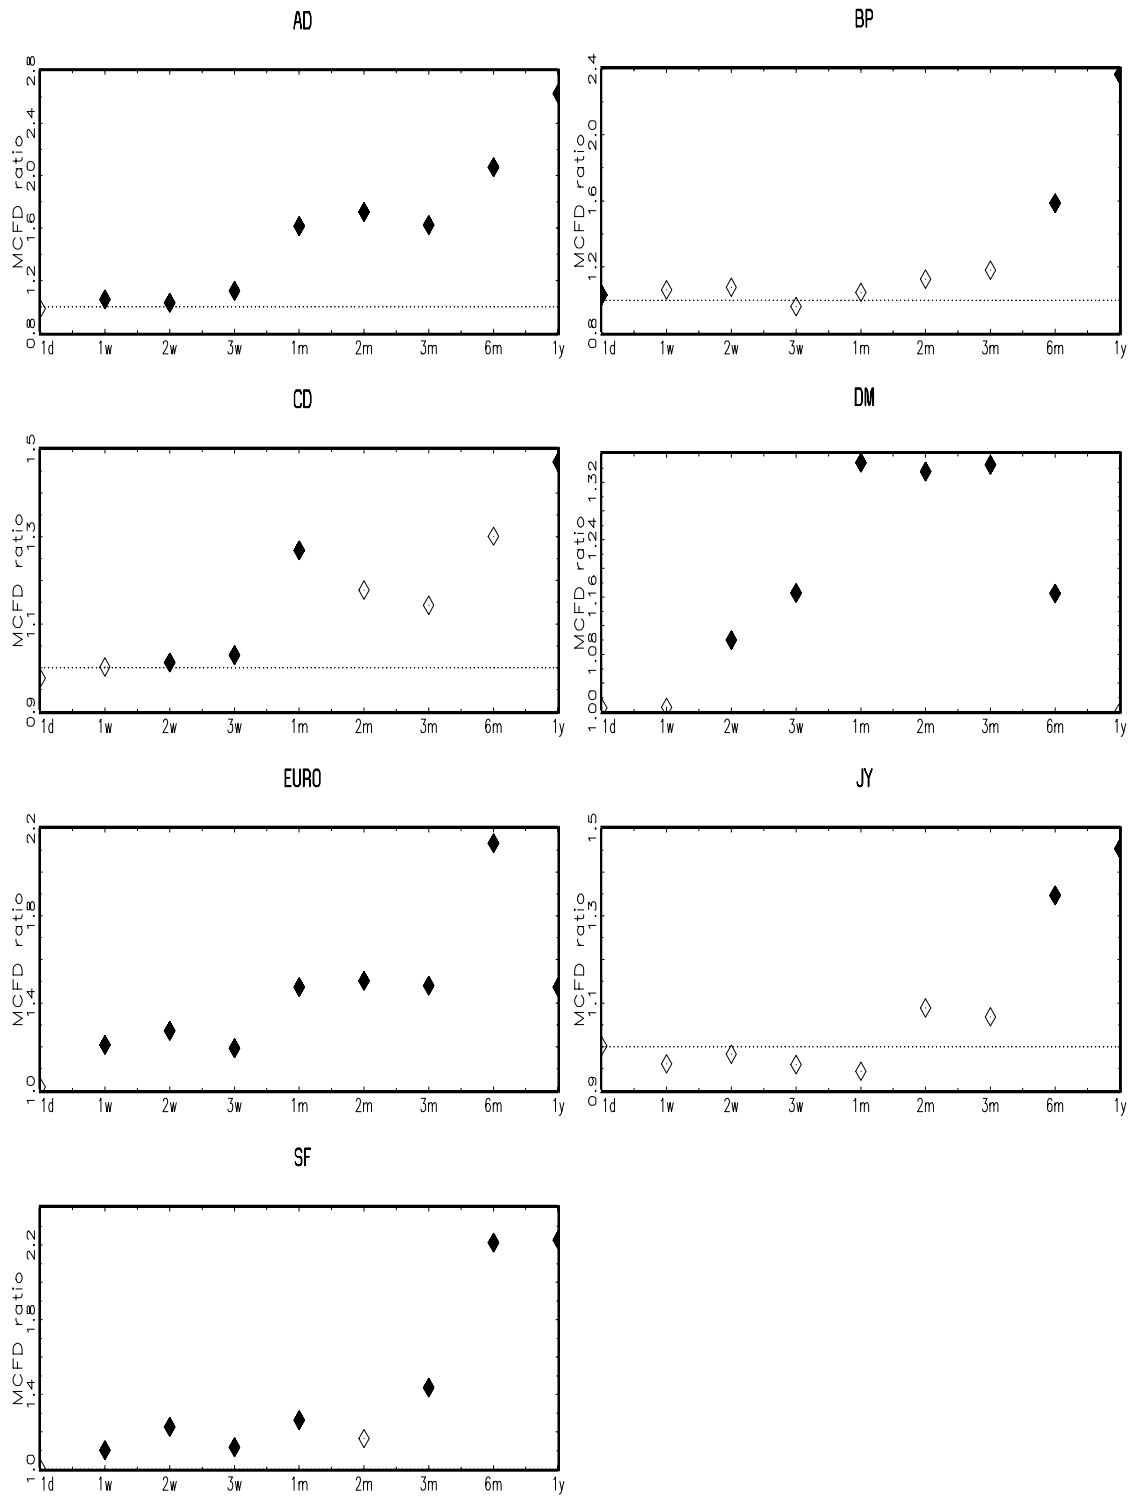 AD
MCFD ratio
0.8 1.2 1.6 2.0 2.4 2.8
1d 1w 2w 3w 1m 2m 3m 6m 1y
BP
MCFD ratio
0.8 1.2 1.6 2.0 2.4
1d 1w 2w 3w 1m 2m 3m 6m 1y
CD
MCFD ratio
0.9 1.1 1.3 1.5
1d 1w 2w 3w 1m 2m 3m 6m 1y
DM
MCFD ratio
1.00 1.08 1.16 1.24 1.32
1d 1w 2w 3w 1m 2m 3m 6m 1y
EURO
MCFD ratio
1.0 1.4 1.8 2.2
1d 1w 2w 3w 1m 2m 3m 6m 1y
JY
MCFD ratio
0.9 1.1 1.3 1.5
1d 1w 2w 3w 1m 2m 3m 6m 1y
SF
MCFD ratio
1.0 1.4 1.8 2.2
1d 1w 2w 3w 1m 2m 3m 6m 1y